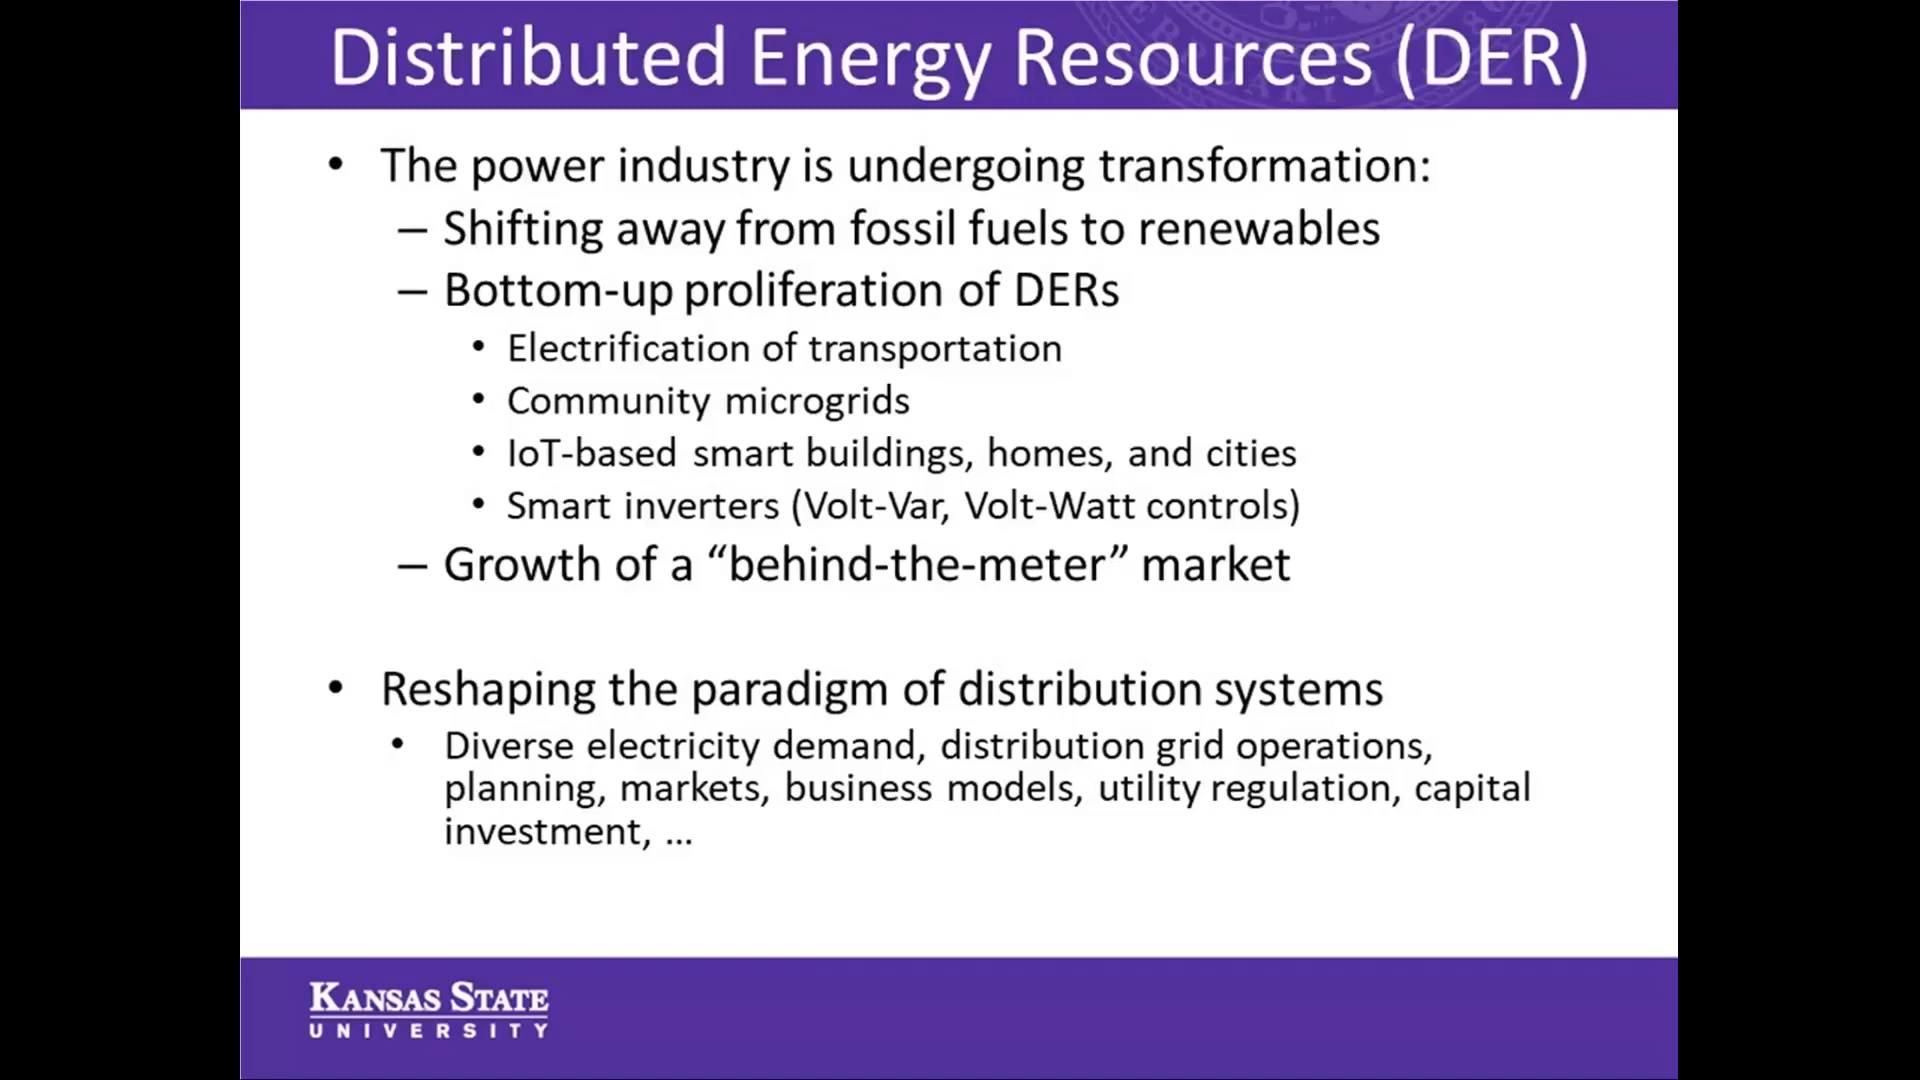 Distributed Energy Resources (DER)
• The power industry is undergoing transformation:
– Shifting away from fossil fuels to renewables
– Bottom-up proliferation of DERs
• Electrification of transportation
• Community microgrids
• IoT-based smart buildings, homes, and cities
• Smart inverters (Volt-Var, Volt-Watt controls)
– Growth of a “behind-the-meter” market
• Reshaping the paradigm of distribution systems
• Diverse electricity demand, distribution grid operations,
planning, markets, business models, utility regulation, capital
investment, ...
KANSAS STATE
UNIVERSITY